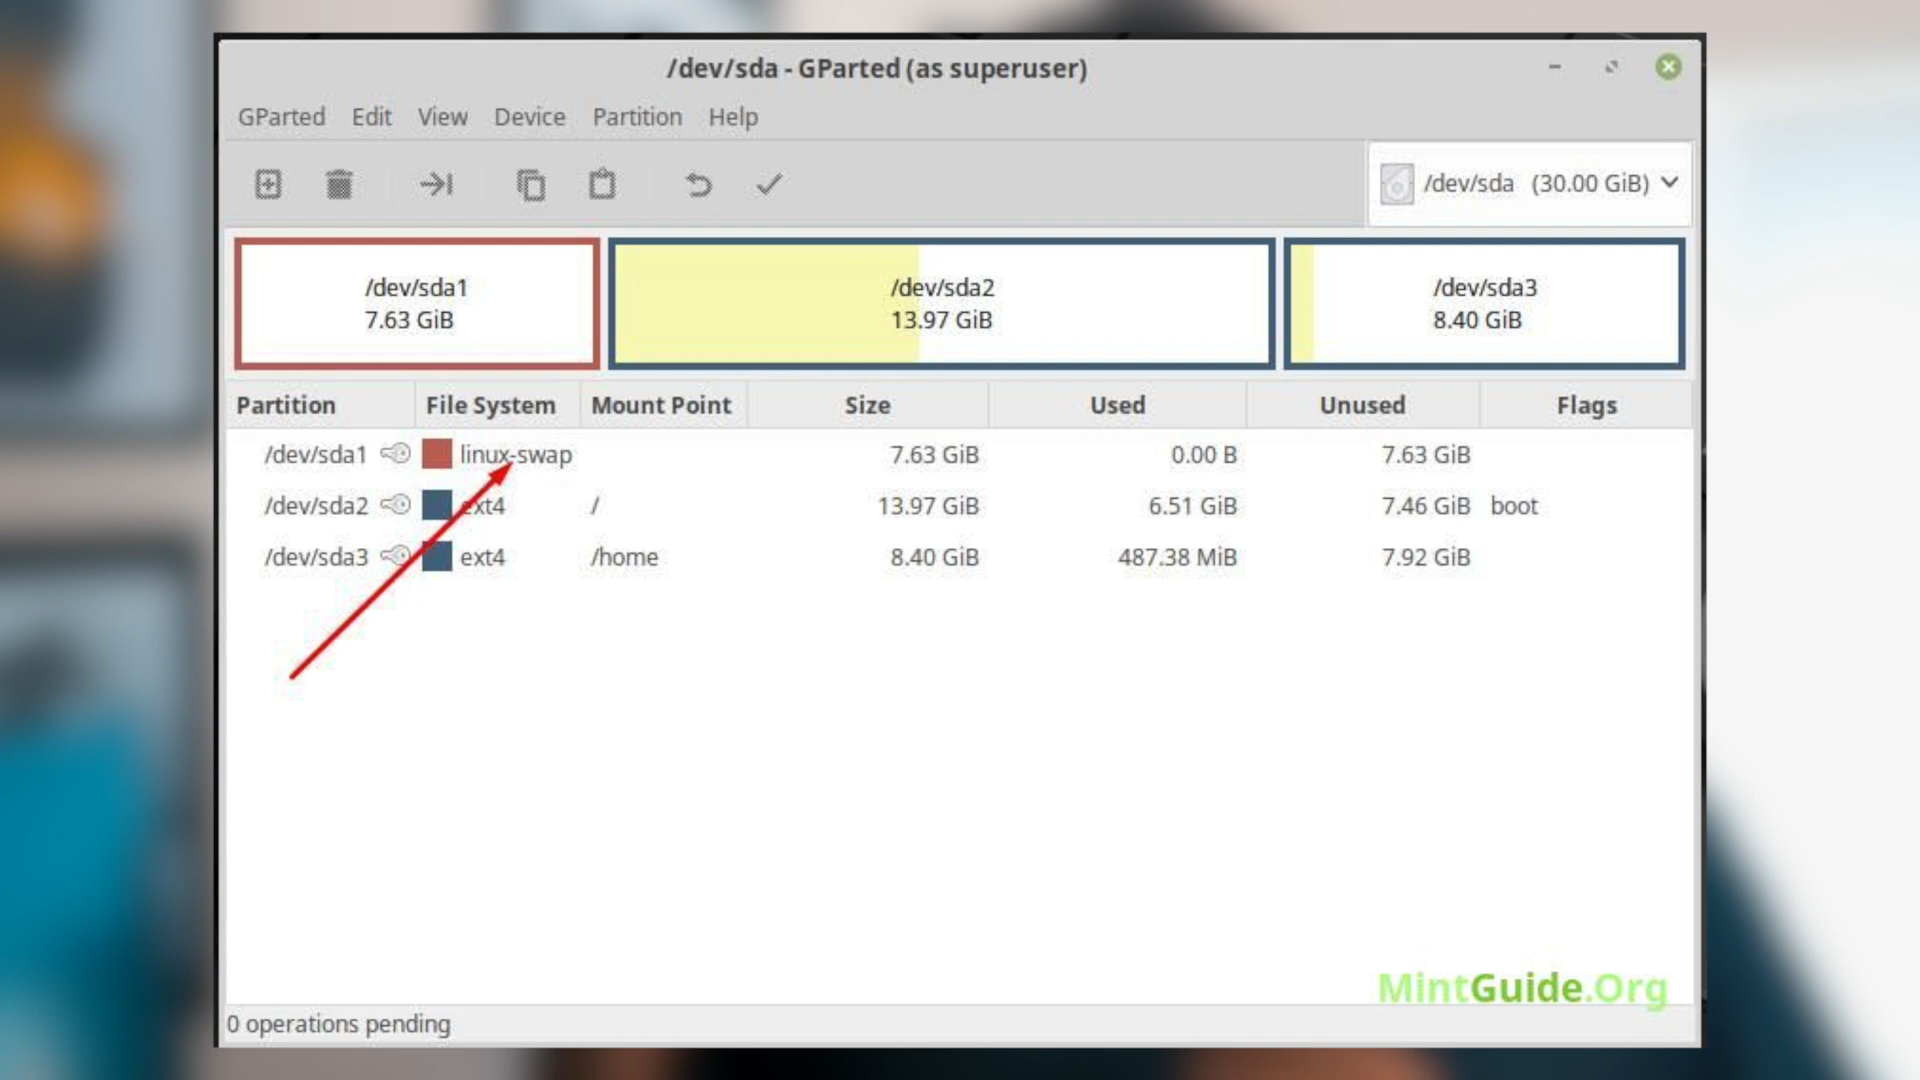 /dev/sda - GParted (as superuser)
GParted Edit View Device Partition Help
/dev/sda (30.00 GiB)
/dev/sda1
7.63 GiB
/dev/sda2
13.97 GiB
/dev/sda3
8.40 GiB
Partition File System Mount Point Size Used Unused Flags
/dev/sda1 linux-swap 7.63 GiB 0.00 B 7.63 GiB
/dev/sda2 ext4 / 13.97 GiB 6.51 GiB 7.46 GiB boot
/dev/sda3 ext4 /home 8.40 GiB 487.38 MiB 7.92 GiB
MintGuide.Org
0 operations pending